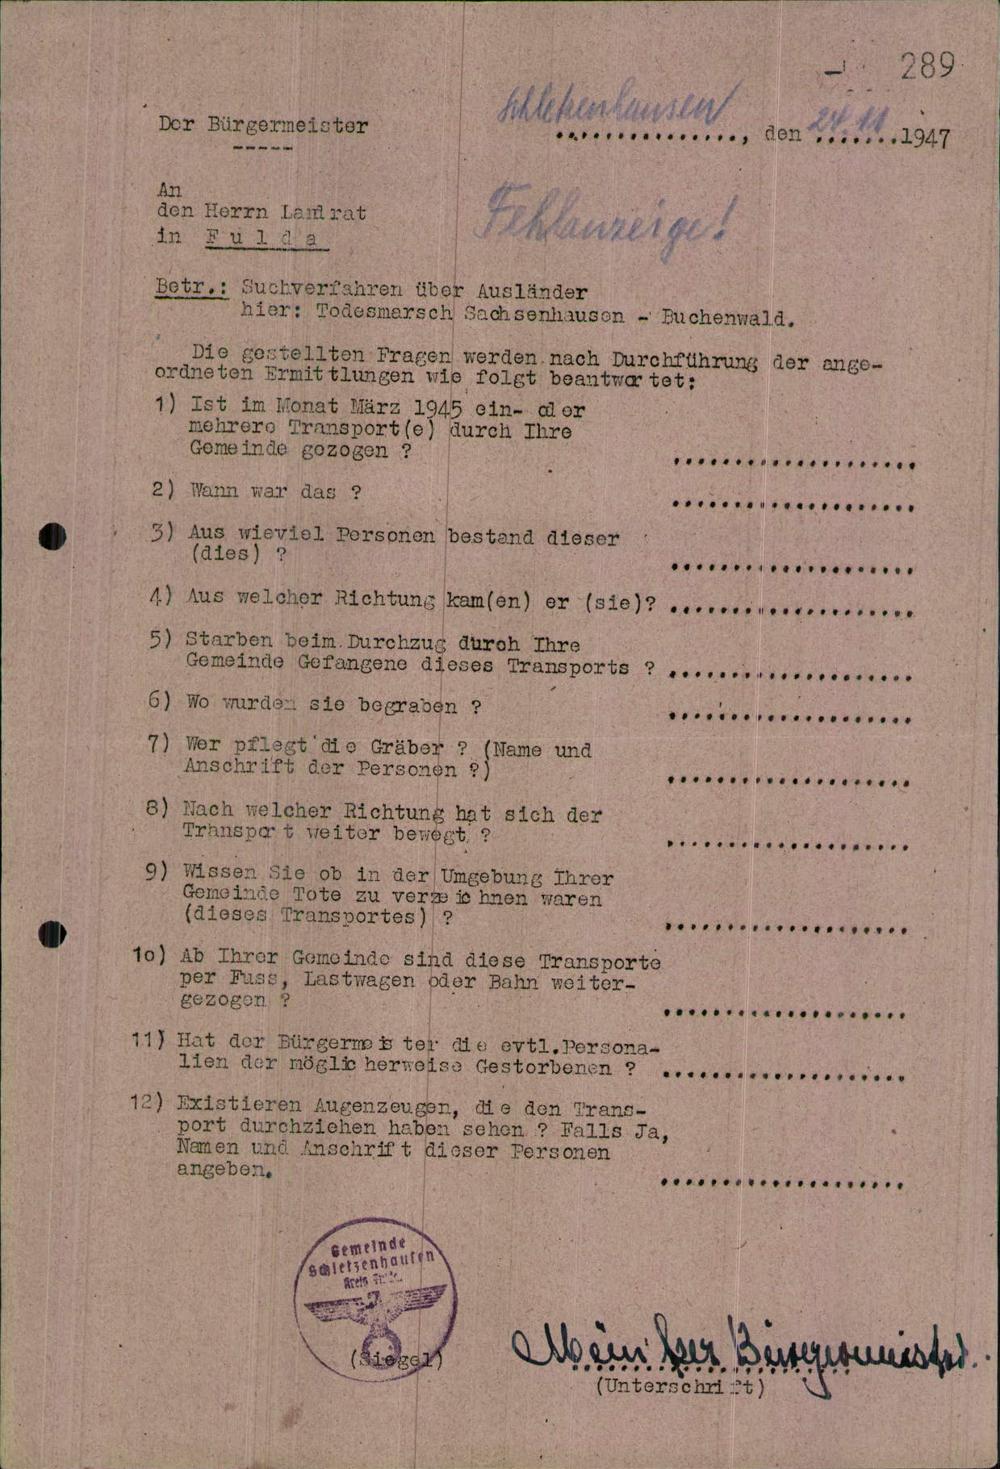 289
Der Bürgermeister
Schletzenhausen, den 24.11.1947
An
den Herrn Landrat
in Fulda
Fehlanzeige!
Betr.: Suchverfahren über Ausländer
hier: Todesmarsch Sachsenhausen - Buchenwald.
Die gestellten Fragen werden nach Durchführung der ange-
ordneten Ermittlungen wie folgt beantwortet:
1) Ist im Monat März 1945 ein- oder
mehrere Transport(e) durch Ihre
Gemeinde gezogen ? ....................
2) Wann war das ? ....................
3) Aus wieviel Personen bestand dieser
(dies) ? ....................
4) Aus welcher Richtung kam(en) er (sie)? ....................
5) Starben beim Durchzug durch Ihre
Gemeinde Gefangene dieses Transports ? ....................
6) Wo wurden sie begraben ? ....................
7) Wer pflegt die Gräber ? (Name und
Anschrift der Personen ?) ....................
8) Nach welcher Richtung hat sich der
Transport weiter bewegt ? ....................
9) Wissen Sie ob in der Umgebung Ihrer
Gemeinde Tote zu verzeichnen waren
(dieses Transportes) ? ....................
10) Ab Ihrer Gemeinde sind diese Transporte
per Fuss, Lastwagen oder Bahn weiter-
gezogen ? ....................
11) Hat der Bürgermeister die evtl.Persona-
lien der möglicherweise Gestorbenen ? ....................
12) Existieren Augenzeugen, die den Trans-
port durchziehen haben sehen ? Falls Ja,
Namen und Anschrift dieser Personen
angeben. ....................
Gemeinde
Schletzenhausen
Kreis
(Siegel)
Bürgermeister
(Unterschrift)